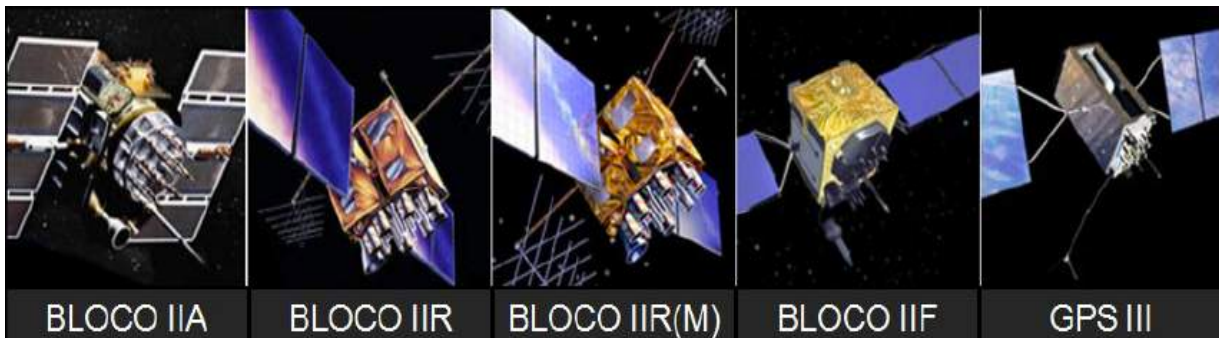 BLOCO IIA
BLOCO IIR
BLOCO IIR(M)
BLOCO IIF
GPS III